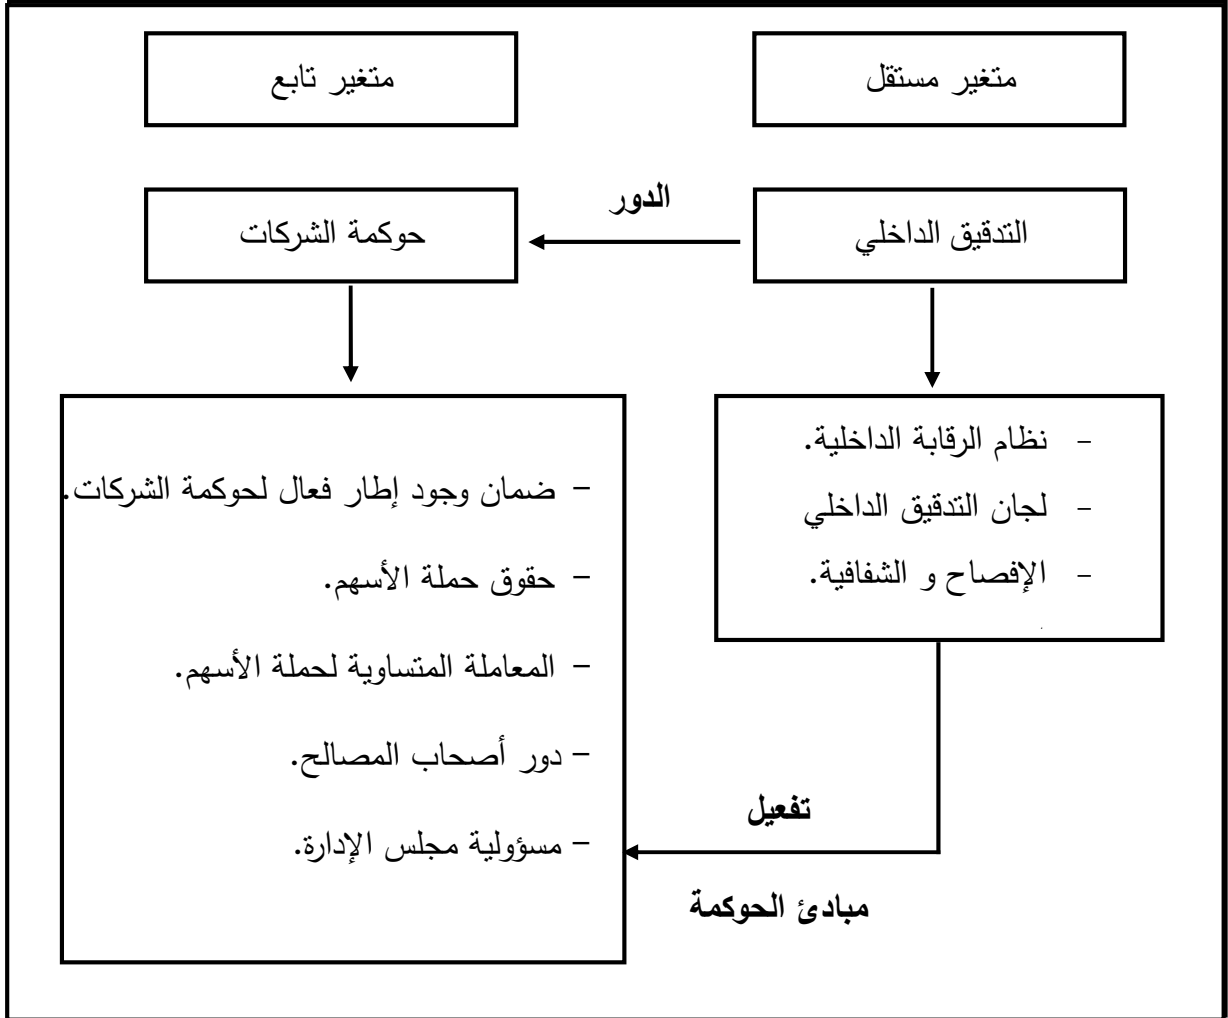 متغير مستقل
متغير تابع
التدقيق الداخلي
الدور
حوكمة الشركات
- نظام الرقابة الداخلية.
- لجان التدقيق الداخلي
- الإفصاح و الشفافية.
- ضمان وجود إطار فعال لحوكمة الشركات.
- حقوق حملة الأسهم.
- المعاملة المتساوية لحملة الأسهم.
- دور أصحاب المصالح.
- مسؤولية مجلس الإدارة.
تفعيل
مبادئ الحوكمة